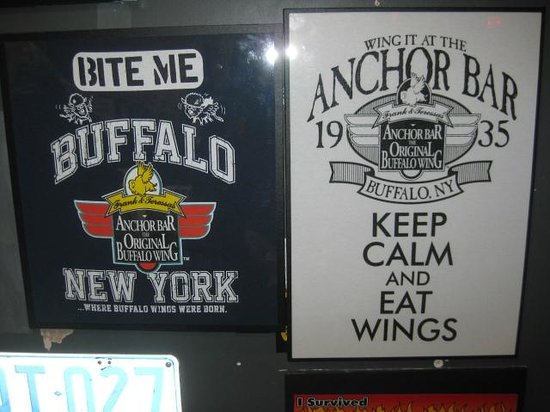 BITE ME
BUFFALO
Frank & Teressa's
ANCHOR BAR
THE
ORIGINAL
BUFFALO WING
TM
NEW YORK
...WHERE BUFFALO WINGS WERE BORN.
WING IT AT THE
ANCHOR BAR
1935
Frank & Teressa's
ANCHOR BAR
THE
ORIGINAL
BUFFALO WING
BUFFALO, NY
KEEP
CALM
AND
EAT
WINGS
I Survived